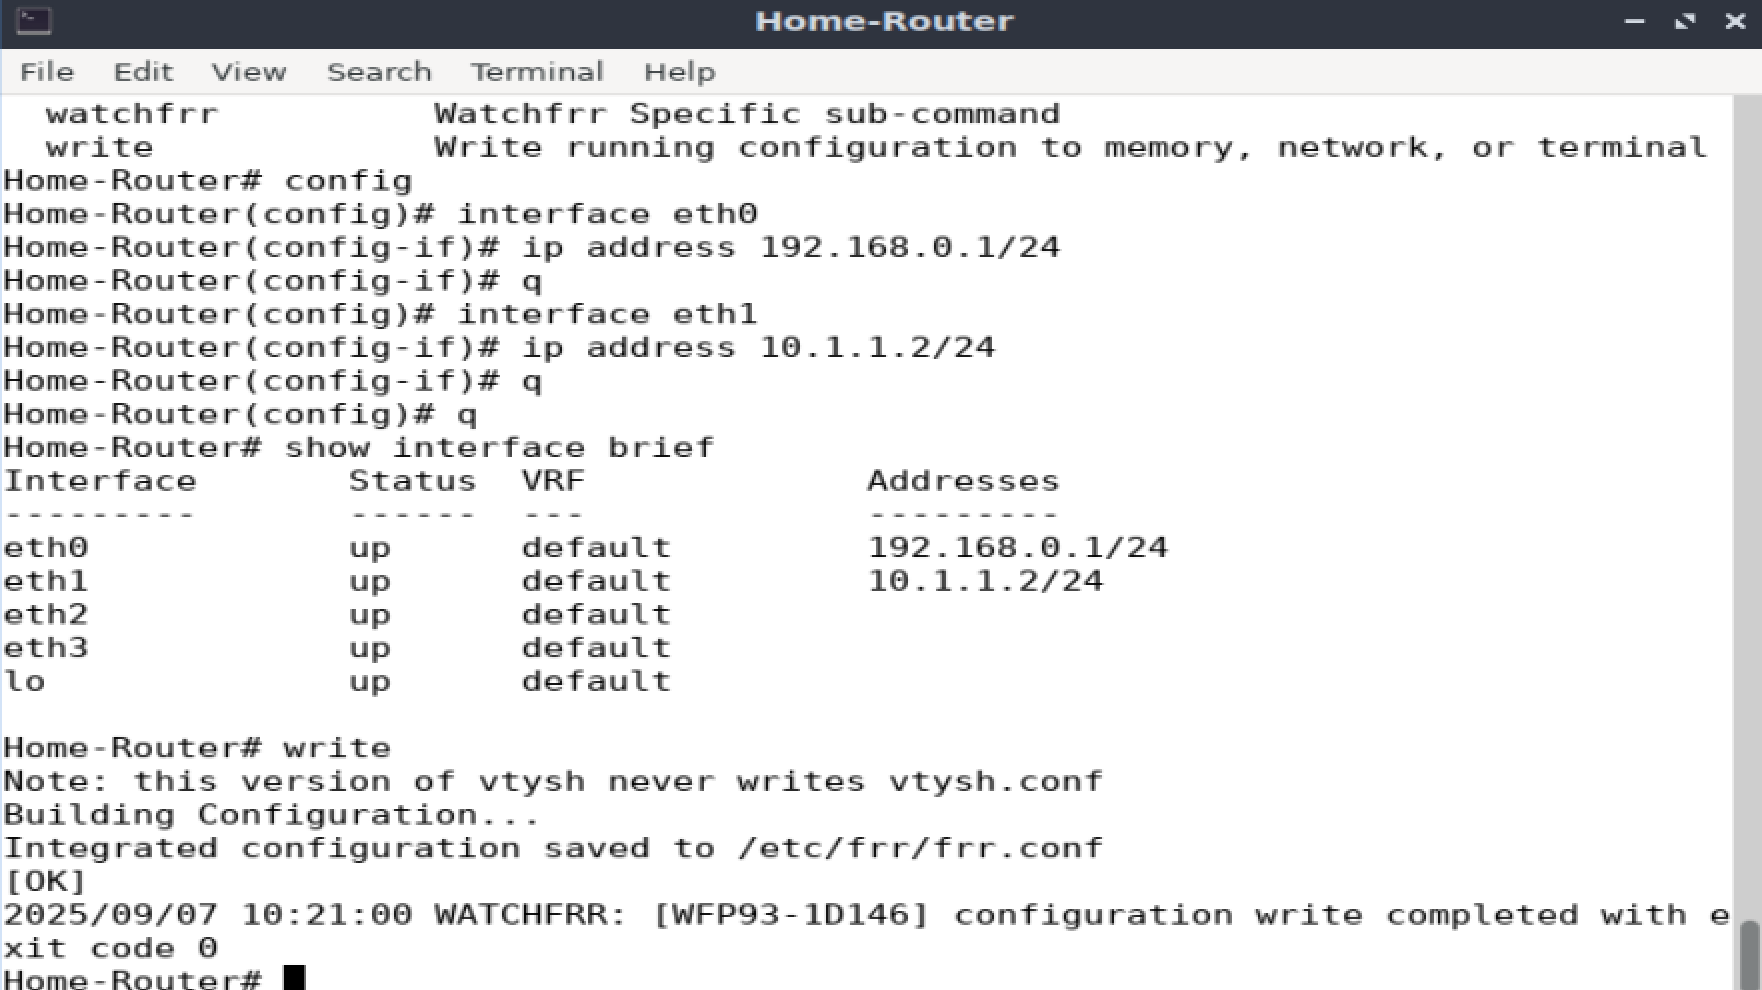 Home-Router
File Edit View Search Terminal Help
  watchfrr          Watchfrr Specific sub-command
  write             Write running configuration to memory, network, or terminal
Home-Router# config
Home-Router(config)# interface eth0
Home-Router(config-if)# ip address 192.168.0.1/24
Home-Router(config-if)# q
Home-Router(config)# interface eth1
Home-Router(config-if)# ip address 10.1.1.2/24
Home-Router(config-if)# q
Home-Router(config)# q
Home-Router# show interface brief
Interface       Status  VRF             Addresses
---------       ------  ---             ---------
eth0            up      default         192.168.0.1/24
eth1            up      default         10.1.1.2/24
eth2            up      default
eth3            up      default
lo              up      default
Home-Router# write
Note: this version of vtysh never writes vtysh.conf
Building Configuration...
Integrated configuration saved to /etc/frr/frr.conf
[OK]
2025/09/07 10:21:00 WATCHFRR: [WFP93-1D146] configuration write completed with e
xit code 0
Home-Router#